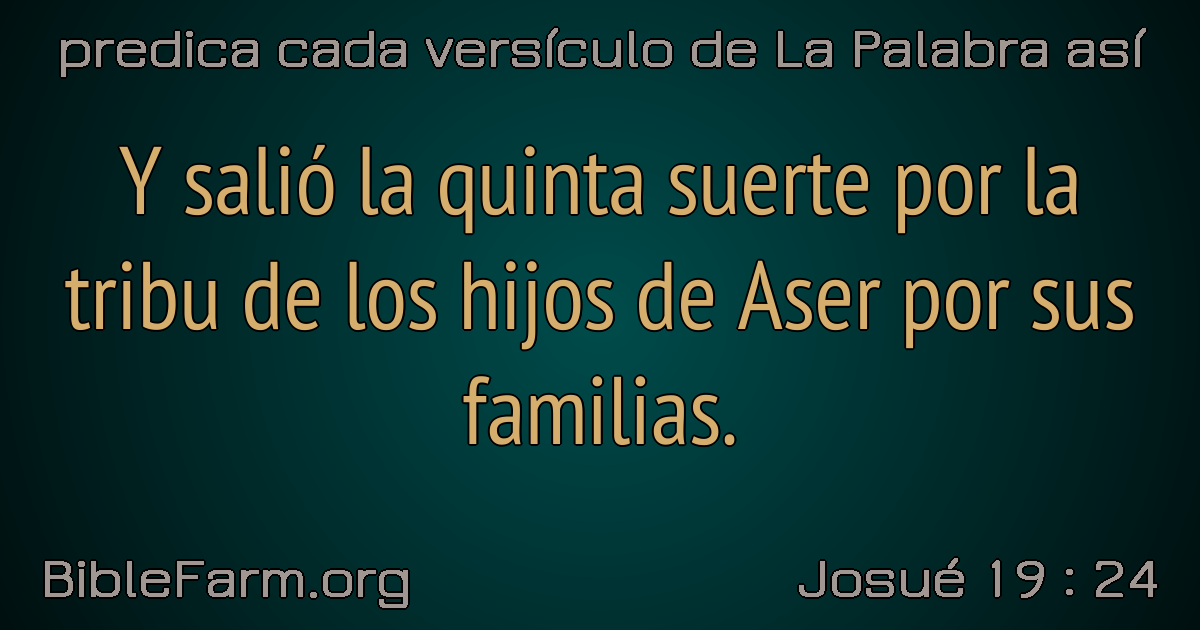 predica cada versículo de La Palabra así
Y salió la quinta suerte por la
tribu de los hijos de Aser por sus
familias.
BibleFarm.org
Josué 19 : 24